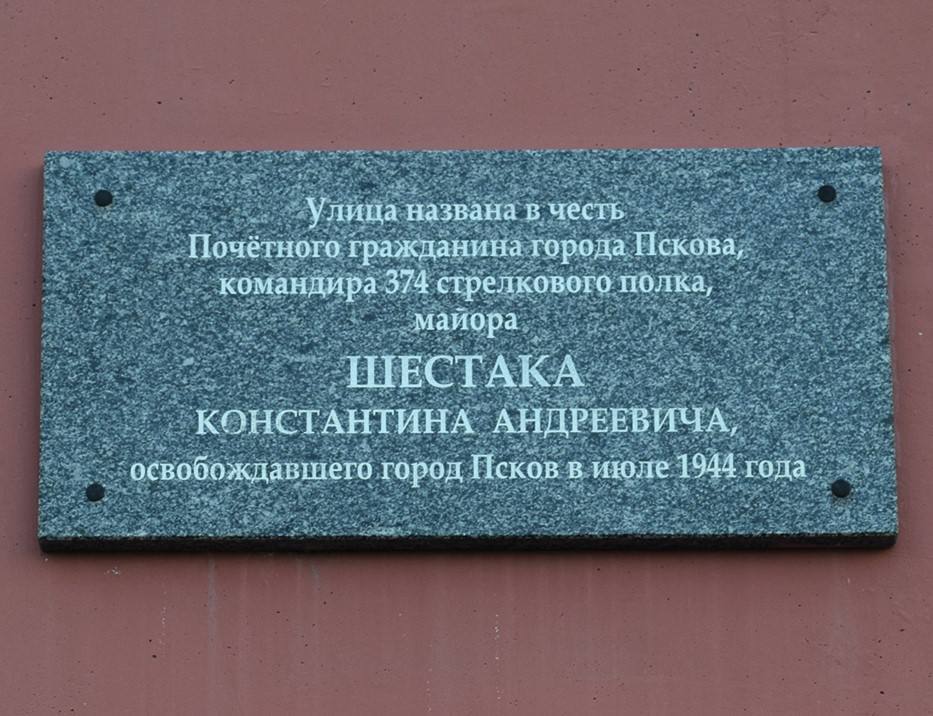 Улица названа в честь
Почётного гражданина города Пскова,
командира 374 стрелкового полка,
майора
ШЕСТАКА
КОНСТАНТИНА АНДРЕЕВИЧА,
освобождавшего город Псков в июле 1944 года